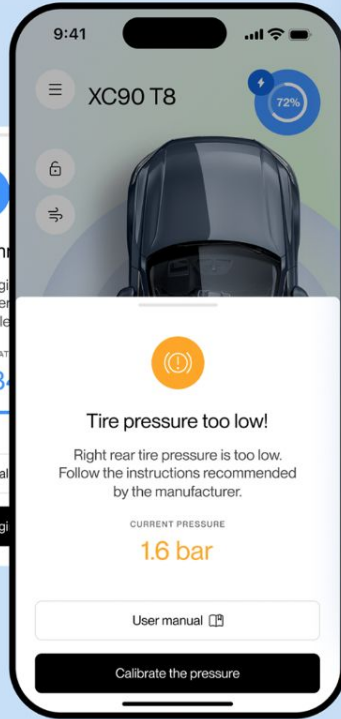 9:41
XC90 T8
72%
Tire pressure too low!
Right rear tire pressure is too low.
Follow the instructions recommended
by the manufacturer.
CURRENT PRESSURE
1.6 bar
User manual
Calibrate the pressure